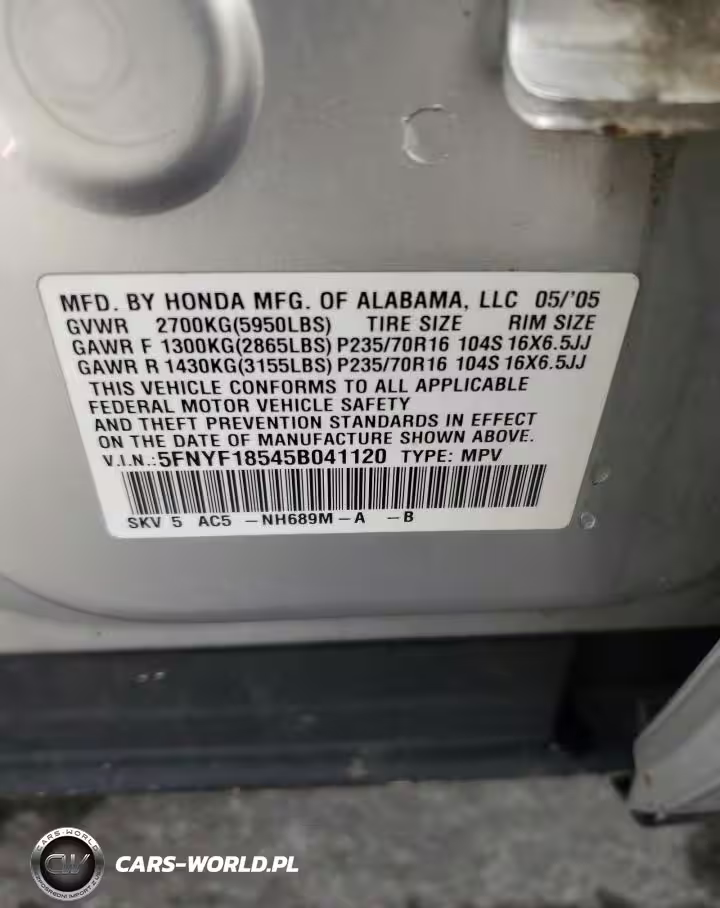 MFD. BY HONDA MFG. OF ALABAMA, LLC 05/'05
GVWR 2700KG(5950LBS) TIRE SIZE RIM SIZE
GAWR F 1300KG(2865LBS) P235/70R16 104S 16X6.5JJ
GAWR R 1430KG(3155LBS) P235/70R16 104S 16X6.5JJ
THIS VEHICLE CONFORMS TO ALL APPLICABLE
FEDERAL MOTOR VEHICLE SAFETY
AND THEFT PREVENTION STANDARDS IN EFFECT
ON THE DATE OF MANUFACTURE SHOWN ABOVE.
V.I.N.:5FNYF18545B041120 TYPE: MPV
SKV 5 AC5 -NH689M-A -B
CARS-WORLD
CW
CARS-WORLD.PL